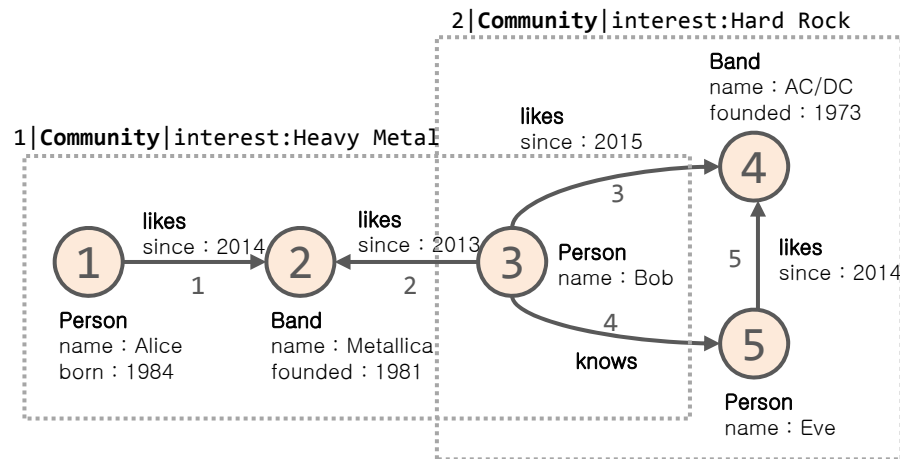 2|Community|interest:Hard Rock
Band
name : AC/DC
founded : 1973
likes
since : 2015
1|Community|interest:Heavy Metal
4
3
likes
since : 2014
likes
since : 2013
1
2
3
Person
name : Bob
5
likes
since : 2014
1
2
4
5
Person
name : Alice
born : 1984
Band
name : Metallica
founded : 1981
knows
Person
name : Eve